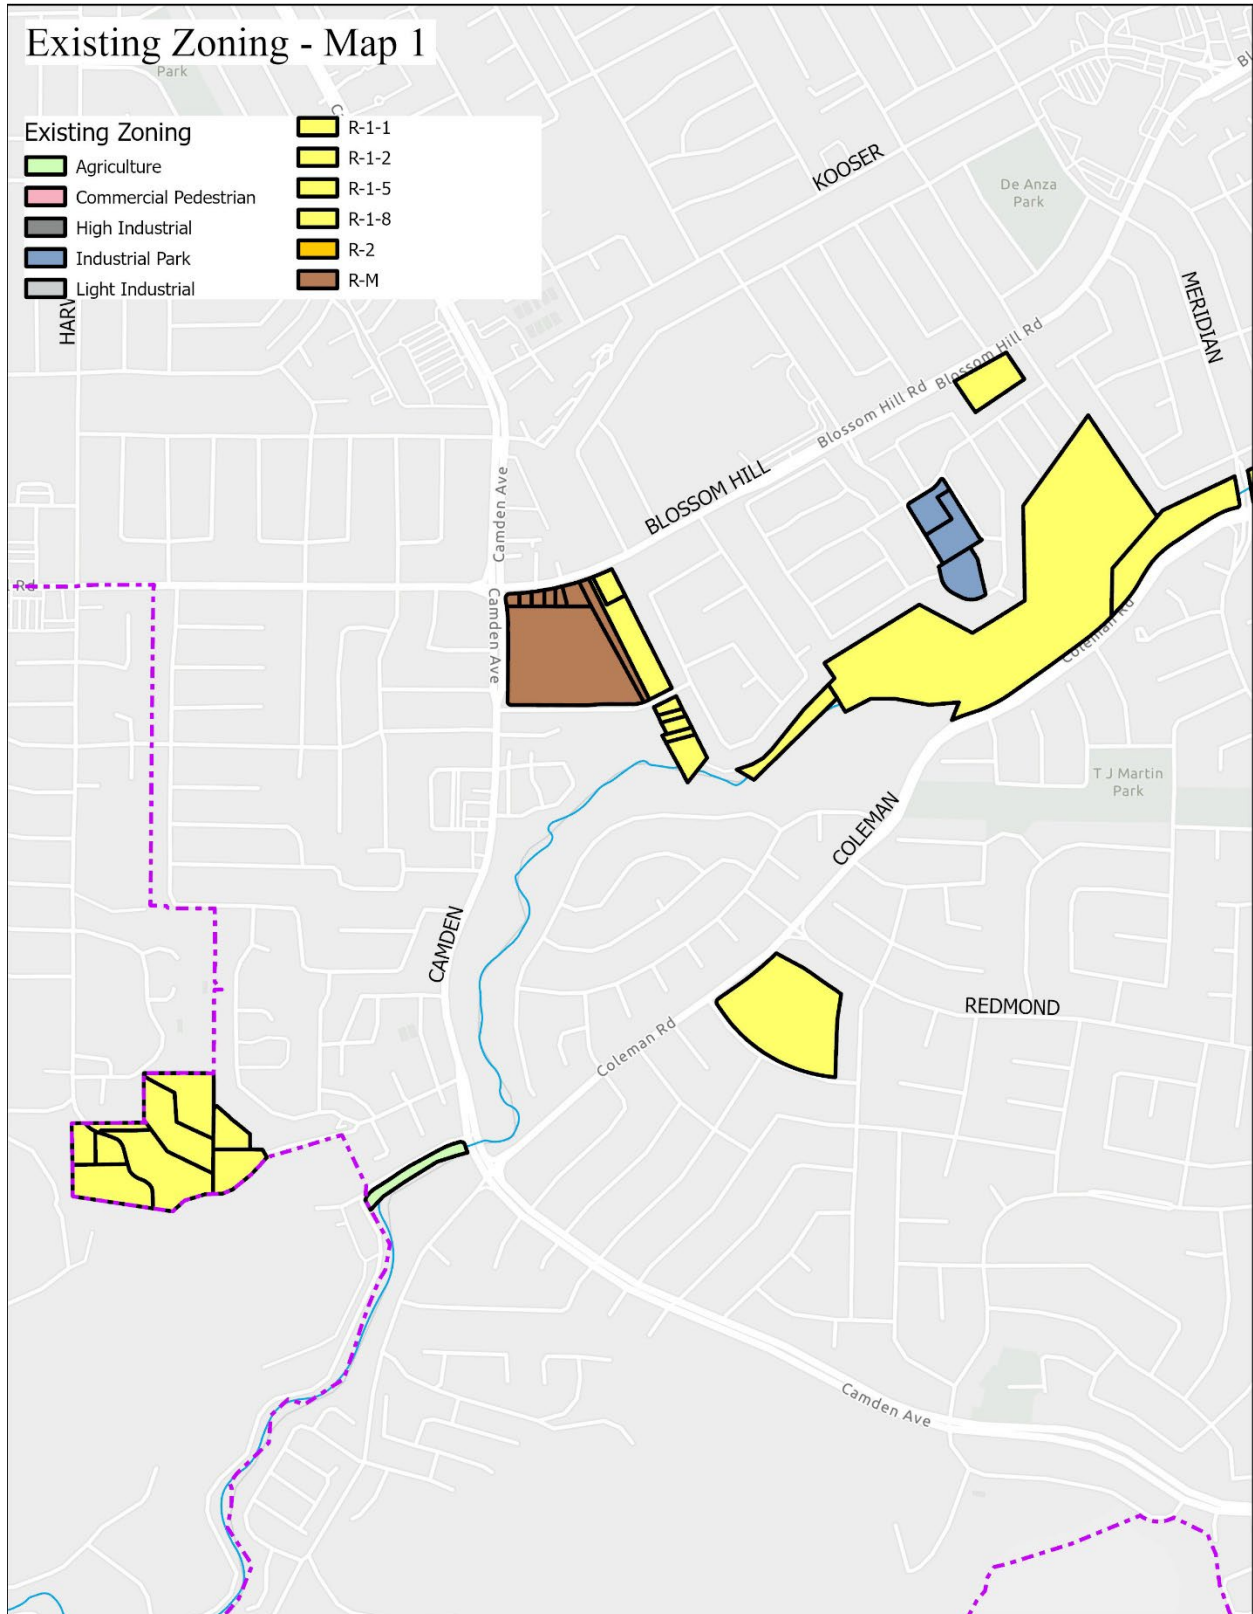 Existing Zoning - Map 1
Park
Existing Zoning
Agriculture
Commercial Pedestrian
High Industrial
Industrial Park
Light Industrial
R-1-1
R-1-2
R-1-5
R-1-8
R-2
R-M
KOOSER
De Anza
Park
MERIDIAN
Blossom Hill Rd
Blossom Hill Rd
BLOSSOM HILL
Camden Ave
Camden Ave
Rd
Coleman Rd
T J Martin
Park
COLEMAN
CAMDEN
REDMOND
Coleman Rd
Camden Ave